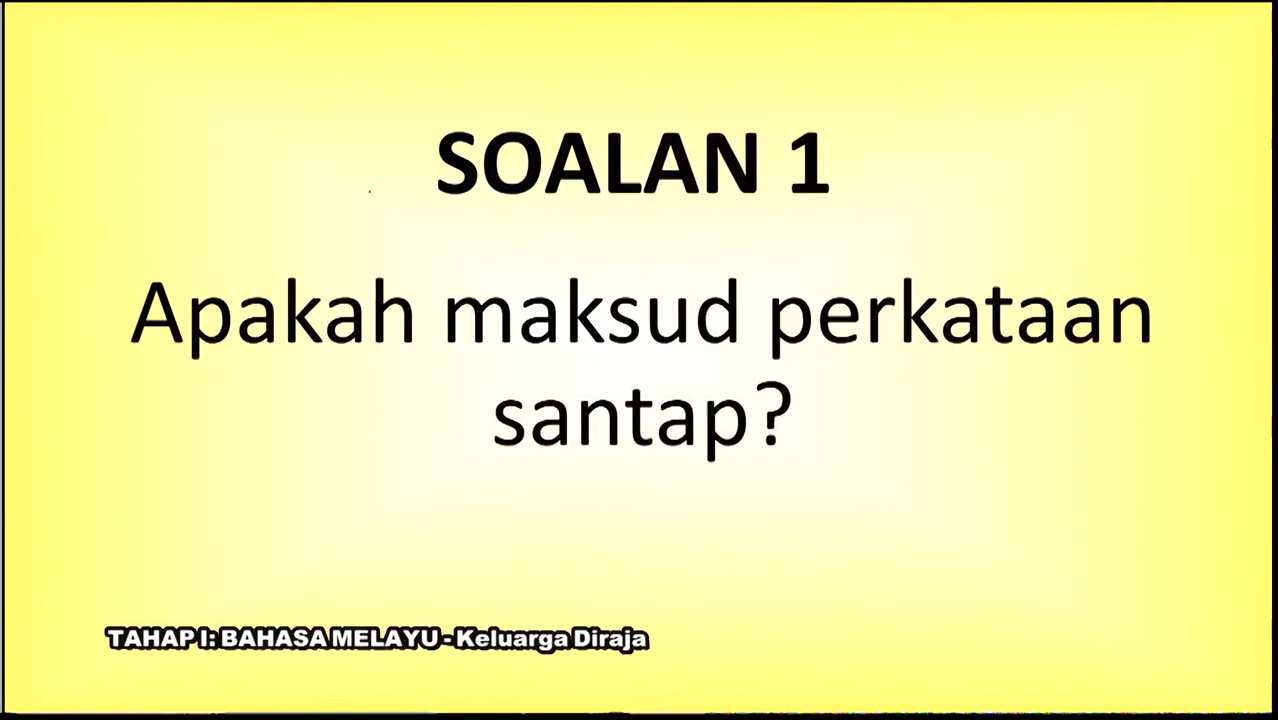 SOALAN 1
Apakah maksud perkataan
santap?
TAHAP I: BAHASA MELAYU - Keluarga Diraja